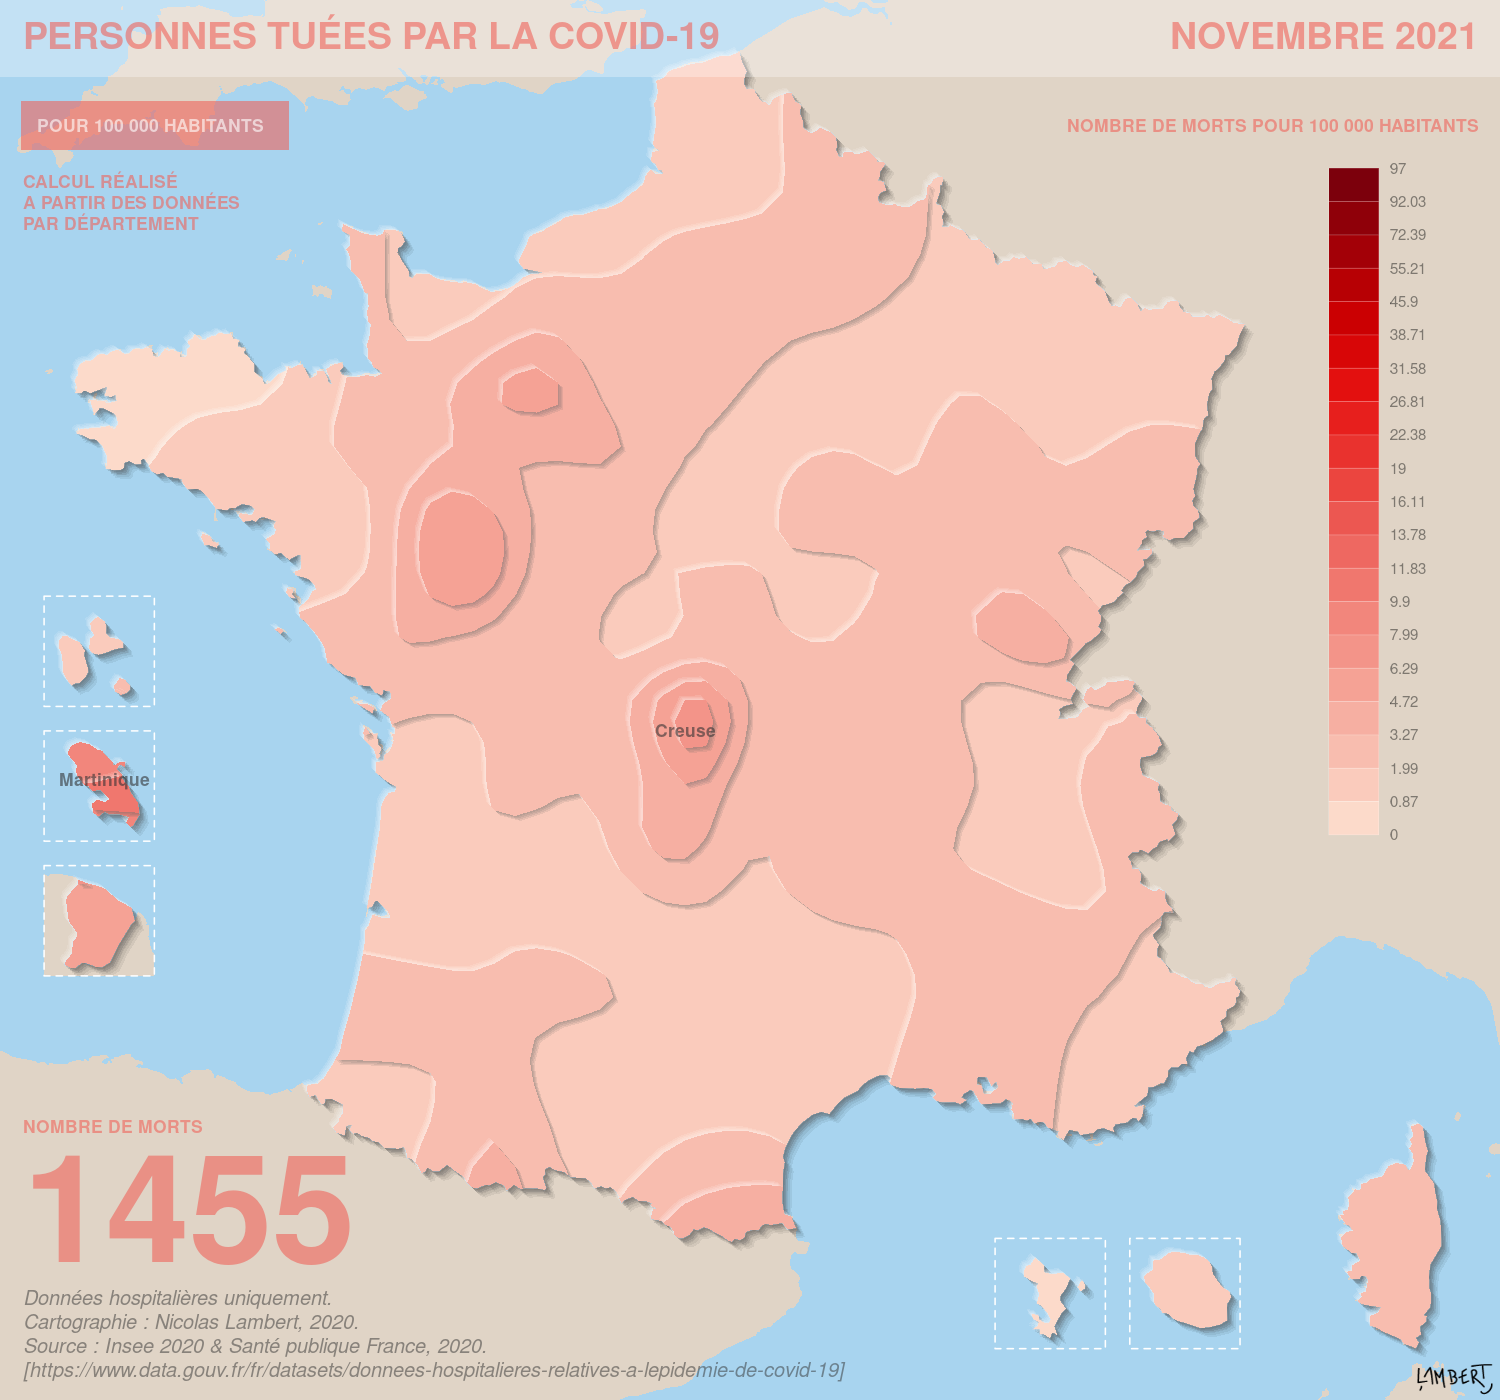 PERSONNES TUÉES PAR LA COVID-19
NOVEMBRE 2021
POUR 100 000 HABITANTS
CALCUL RÉALISÉ
A PARTIR DES DONNÉES
PAR DÉPARTEMENT
NOMBRE DE MORTS POUR 100 000 HABITANTS
97
92.03
72.39
55.21
45.9
38.71
31.58
26.81
22.38
19
16.11
13.78
11.83
9.9
7.99
6.29
4.72
3.27
1.99
0.87
0
Creuse
Martinique
NOMBRE DE MORTS
1455
Données hospitalières uniquement.
Cartographie : Nicolas Lambert, 2020.
Source : Insee 2020 & Santé publique France, 2020.
[https://www.data.gouv.fr/fr/datasets/donnees-hospitalieres-relatives-a-lepidemie-de-covid-19]
LAMBERT